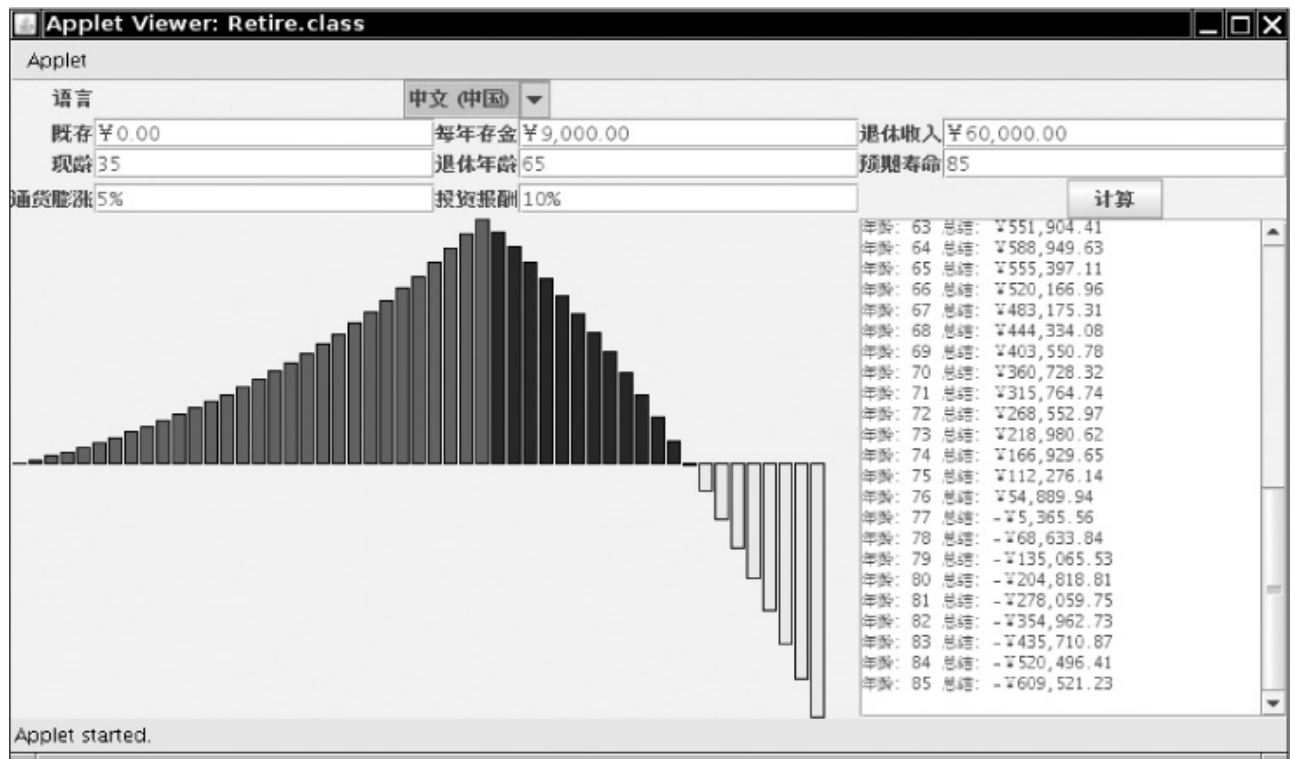 Applet Viewer: Retire.class
Applet
语言 中文 (中国)
既存 ￥0.00 每年存金 ￥9,000.00 退休收入 ￥60,000.00
现龄 35 退休年龄 65 预期寿命 85
通货膨涨 5% 投资报酬 10% 计算
年龄: 63 总结: ￥551,904.41
年龄: 64 总结: ￥588,949.63
年龄: 65 总结: ￥555,397.11
年龄: 66 总结: ￥520,166.96
年龄: 67 总结: ￥483,175.31
年龄: 68 总结: ￥444,334.08
年龄: 69 总结: ￥403,550.78
年龄: 70 总结: ￥360,728.32
年龄: 71 总结: ￥315,764.74
年龄: 72 总结: ￥268,552.97
年龄: 73 总结: ￥218,980.62
年龄: 74 总结: ￥166,929.65
年龄: 75 总结: ￥112,276.14
年龄: 76 总结: ￥54,889.94
年龄: 77 总结: -￥5,365.56
年龄: 78 总结: -￥68,633.84
年龄: 79 总结: -￥135,065.53
年龄: 80 总结: -￥204,818.81
年龄: 81 总结: -￥278,059.75
年龄: 82 总结: -￥354,962.73
年龄: 83 总结: -￥435,710.87
年龄: 84 总结: -￥520,496.41
年龄: 85 总结: -￥609,521.23
Applet started.